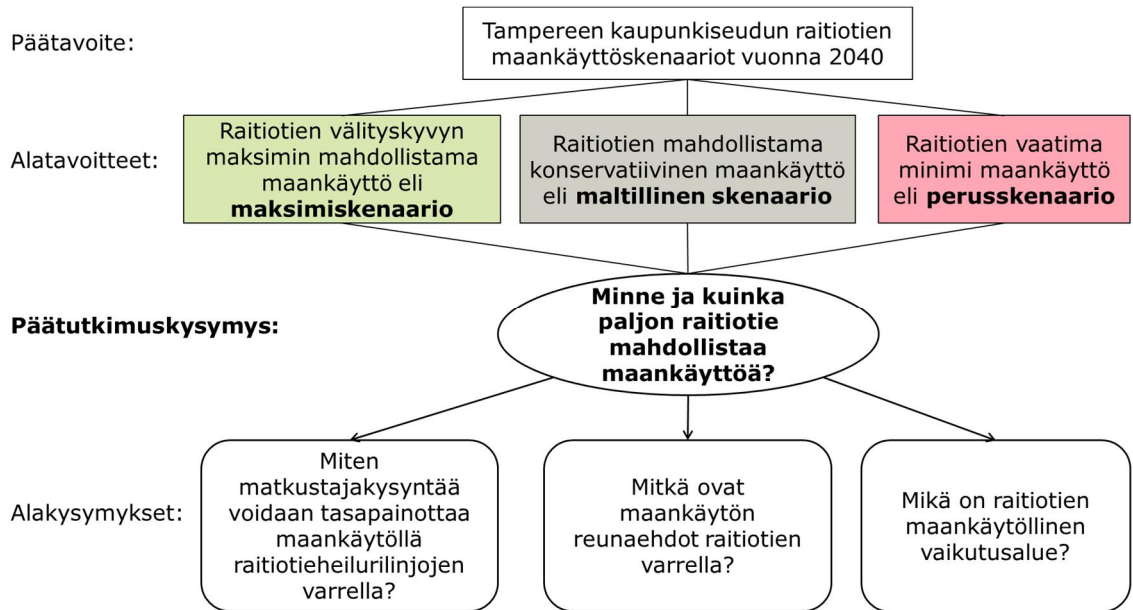 Päätavoite:
Tampereen kaupunkiseudun raitiotien
maankäyttöskenaariot vuonna 2040
Alatavoitteet:
Raitiotien välityskyvyn
maksimin mahdollistama
maankäyttö eli
maksimiskenaario
Raitiotien mahdollistama
konservatiivinen maankäyttö
eli maltillinen skenaario
Raitiotien vaatima
minimi maankäyttö
eli perusskenaario
Päätutkimuskysymys:
Minne ja kuinka
paljon raitiotie
mahdollistaa
maankäyttöä?
Alakysymykset:
Miten
matkustajakysyntää
voidaan tasapainottaa
maankäytöllä
raitiotieheilurilinjojen
varrella?
Mitkä ovat
maankäytön
reunaehdot raitiotien
varrella?
Mikä on raitiotien
maankäytöllinen
vaikutusalue?